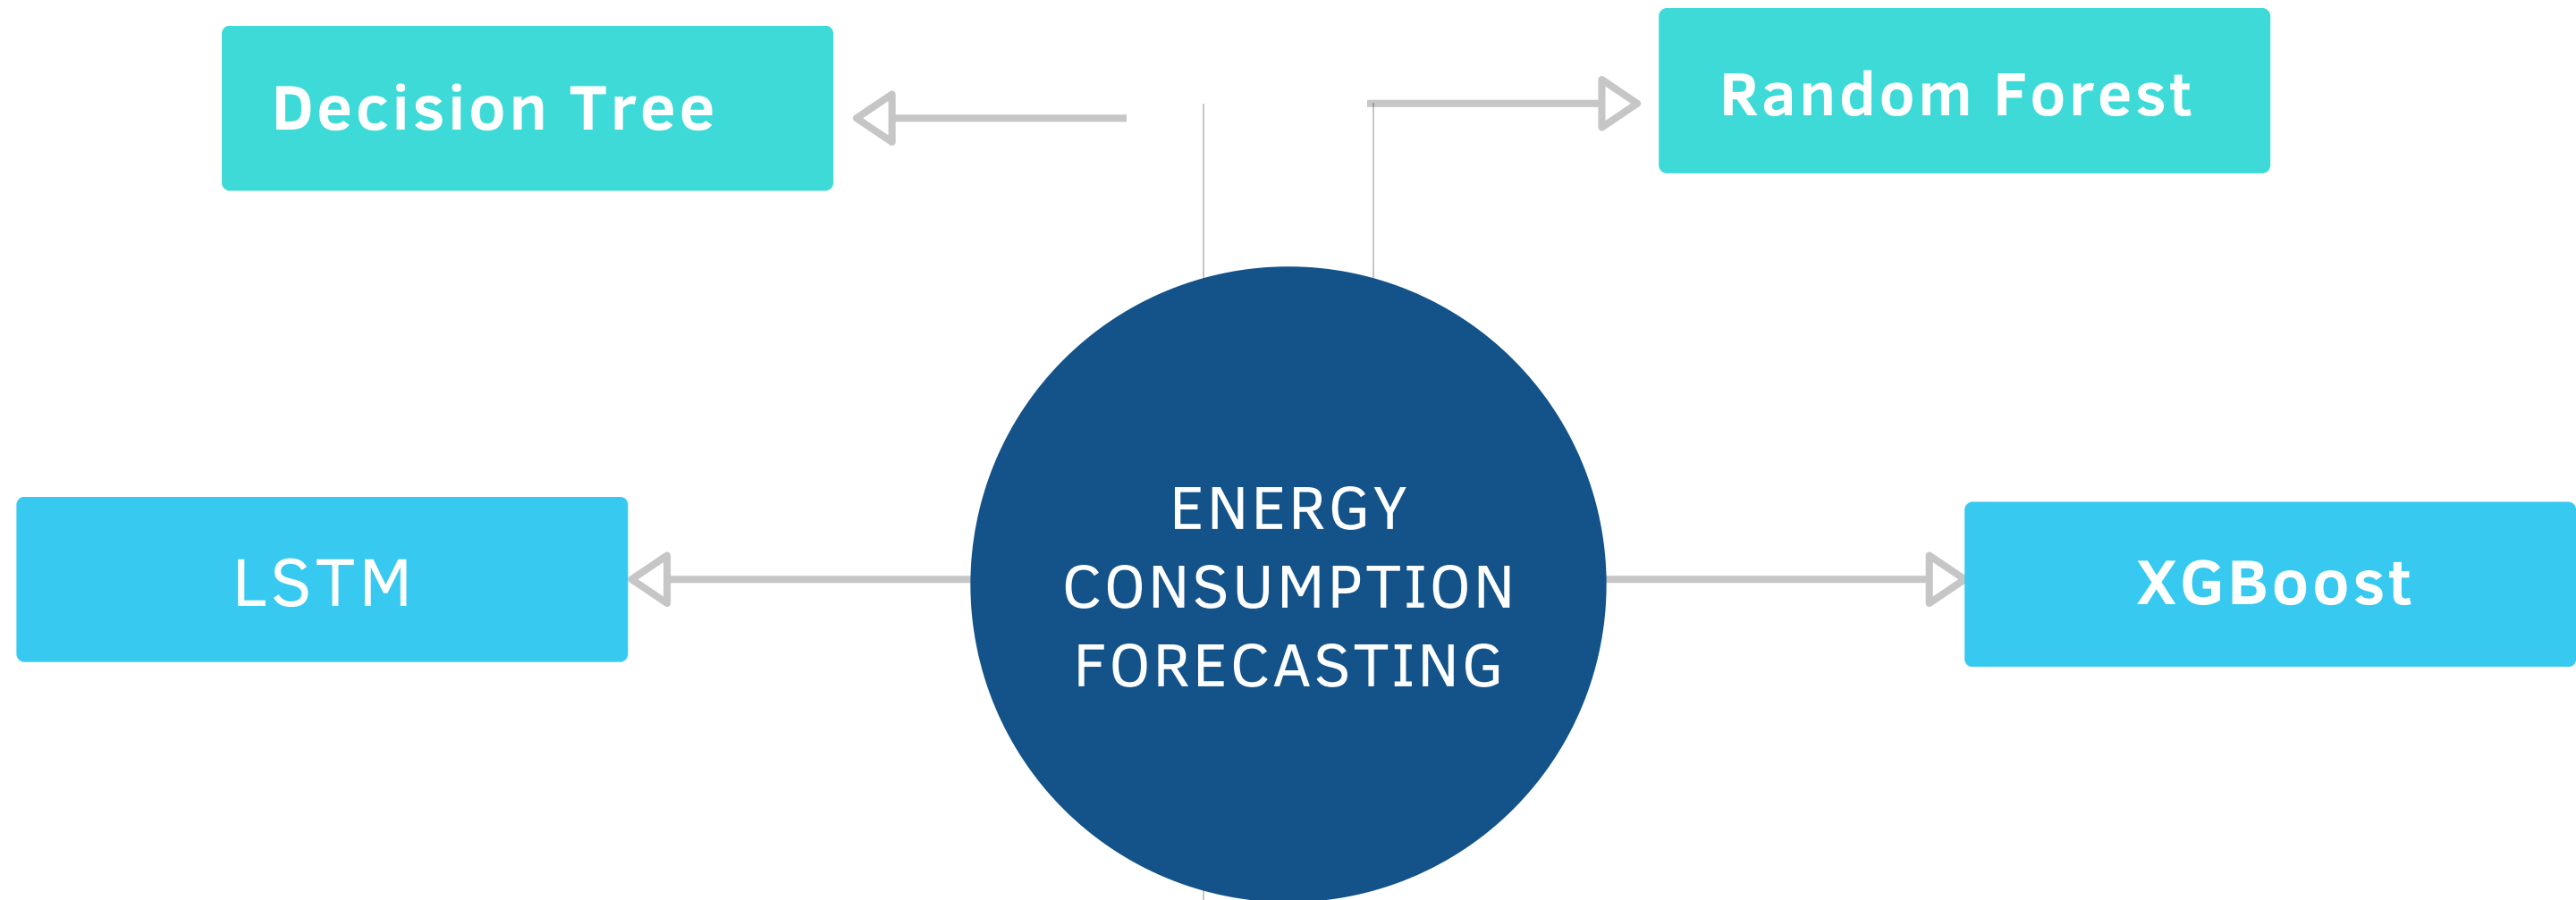 Decision Tree
Random Forest
LSTM
ENERGY
CONSUMPTION
FORECASTING
XGBoost